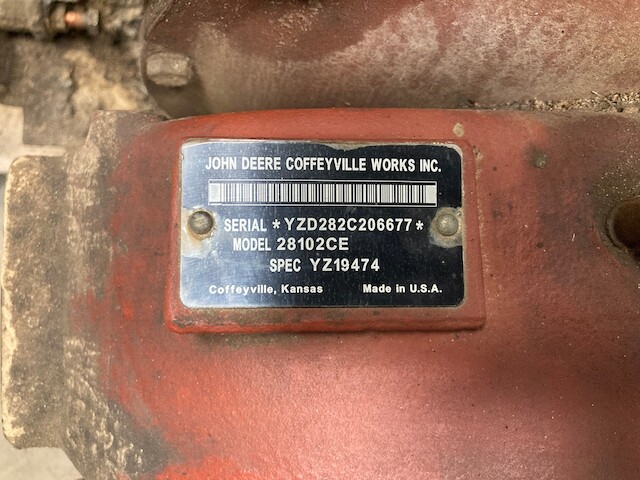 JOHN DEERE COFFEYVILLE WORKS INC.
SERIAL *YZD282C206677*
MODEL 28102CE
SPEC YZ19474
Coffeyville, Kansas Made in U.S.A.